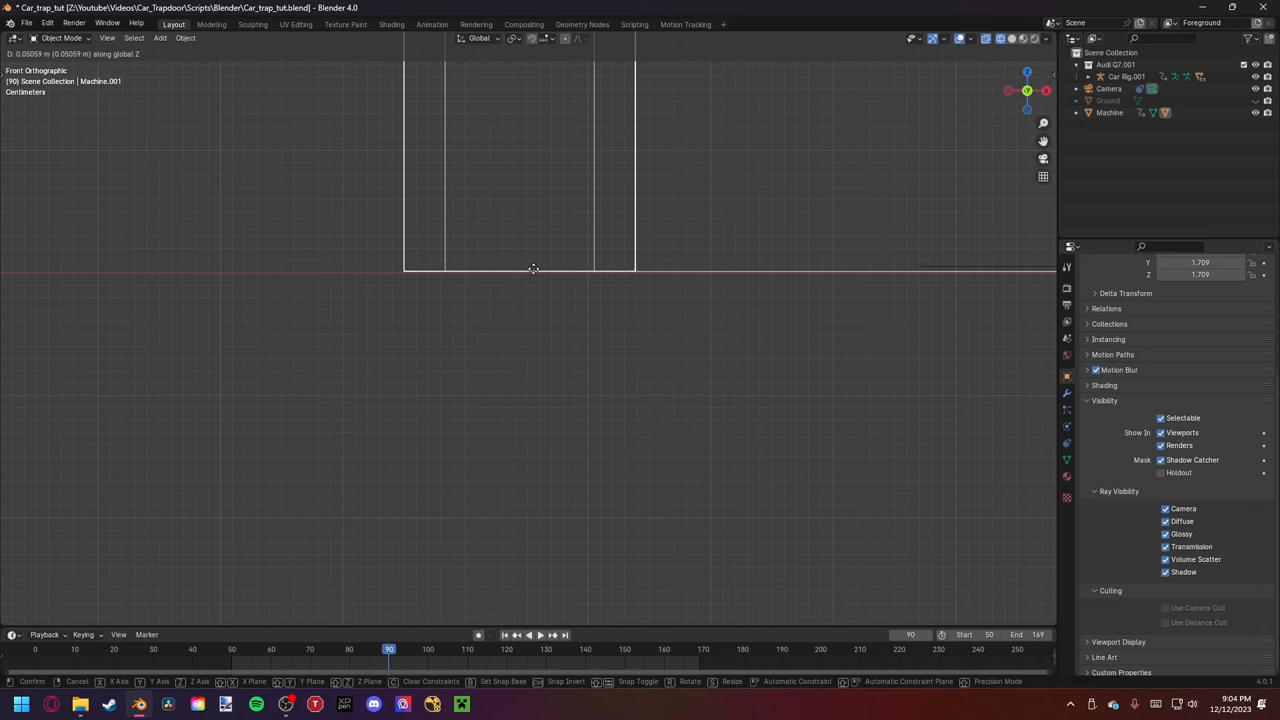 * Car_trap_tut [Z:\Youtube\Videos\Car_Trapdoor\Scripts\Blender\Car_trap_tut.blend] - Blender 4.0
File Edit Render Window Help Layout Modeling Sculpting UV Editing Texture Paint Shading Animation Rendering Compositing Geometry Nodes Scripting Motion Tracking + Scene Foreground
Object Mode View Select Add Object Global
D: 0.05059 m (0.05059 m) along global Z
Front Orthographic
(90) Scene Collection | Machine.001
Centimeters
Z
Y
X
Scene Collection
Audi Q7.001
Car Rig.001
Camera
Ground
Machine
Y 1.709
Z 1.709
Delta Transform
Relations
Collections
Instancing
Motion Paths
Motion Blur
Shading
Visibility
Selectable
Show In Viewports
Renders
Mask Shadow Catcher
Holdout
Ray Visibility
Camera
Diffuse
Glossy
Transmission
Volume Scatter
Shadow
Culling
Use Camera Cull
Use Distance Cull
Viewport Display
Line Art
Custom Properties
Playback Keying View Marker 90 Start 50 End 169
0 10 20 30 40 50 60 70 80 90 100 110 120 130 140 150 160 170 180 190 200 210 220 230 240 250
Confirm Cancel X X Axis Y Y Axis Z Z Axis X X Plane Y Y Plane Z Z Plane C Clear Constraints B Set Snap Base Ctrl Snap Invert Snap Toggle R Rotate S Resize Automatic Constraint Automatic Constraint Plane Precision Mode 4.0.1
9:04 PM
12/12/2023